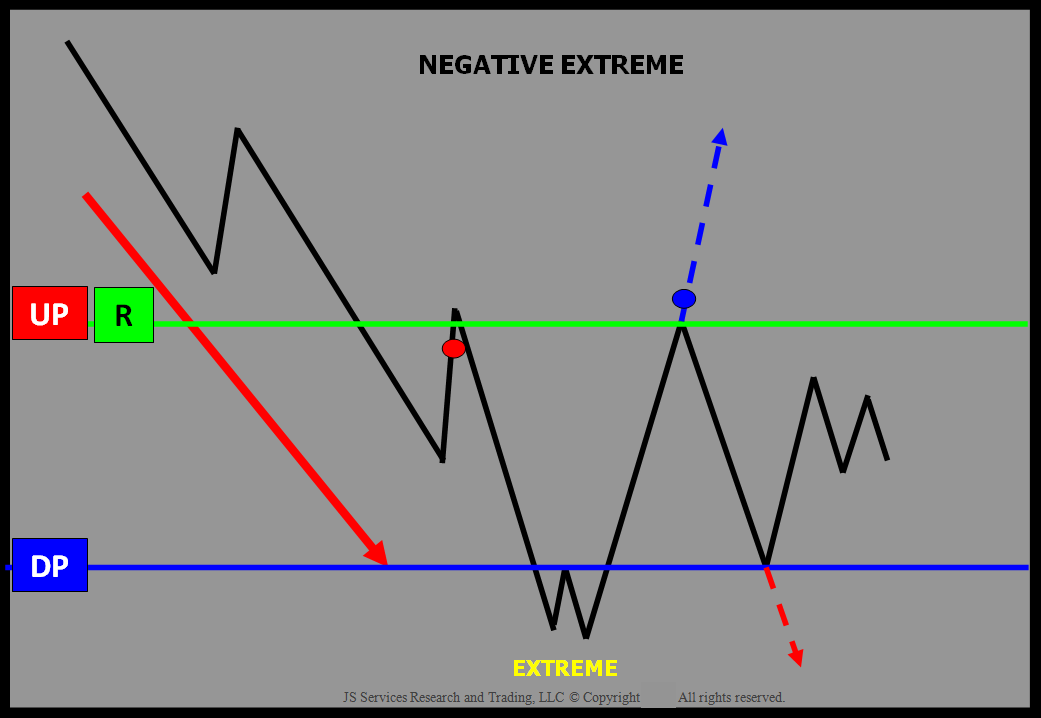 NEGATIVE EXTREME
UP R
DP
EXTREME
JS Services Research and Trading, LLC © Copyright All rights reserved.